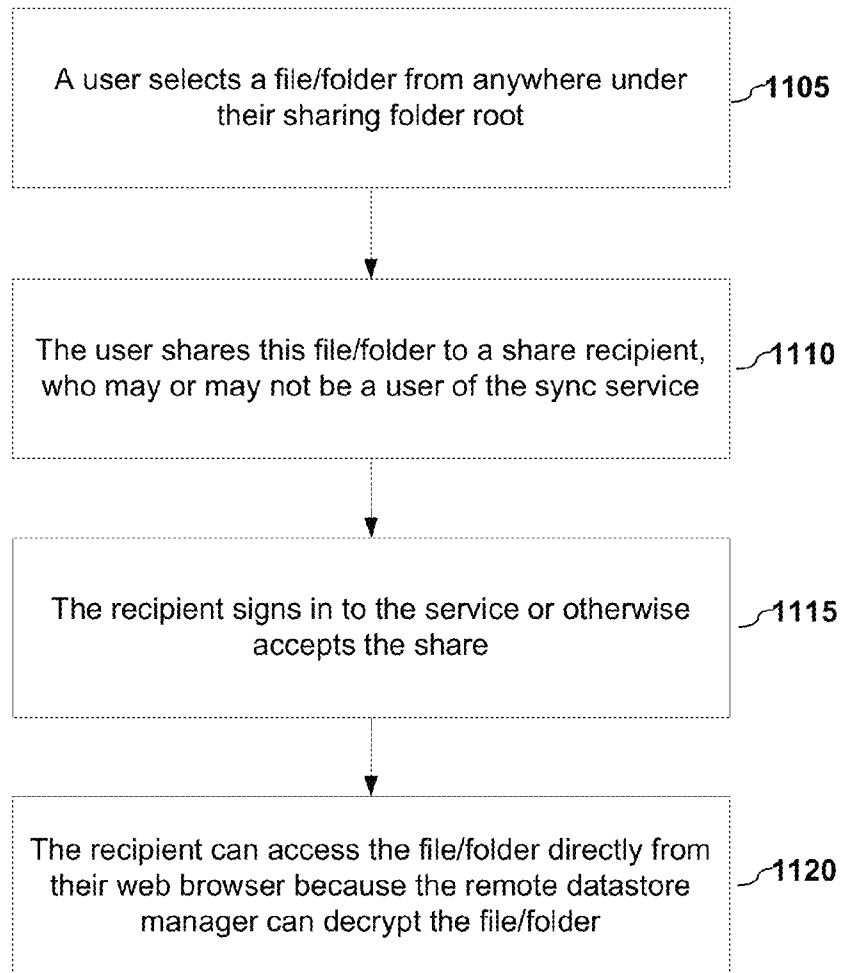 A user selects a file/folder from anywhere under
their sharing folder root
1105
The user shares this file/folder to a share recipient,
who may or may not be a user of the sync service
1110
The recipient signs in to the service or otherwise
accepts the share
1115
The recipient can access the file/folder directly from
their web browser because the remote datastore
manager can decrypt the file/folder
1120